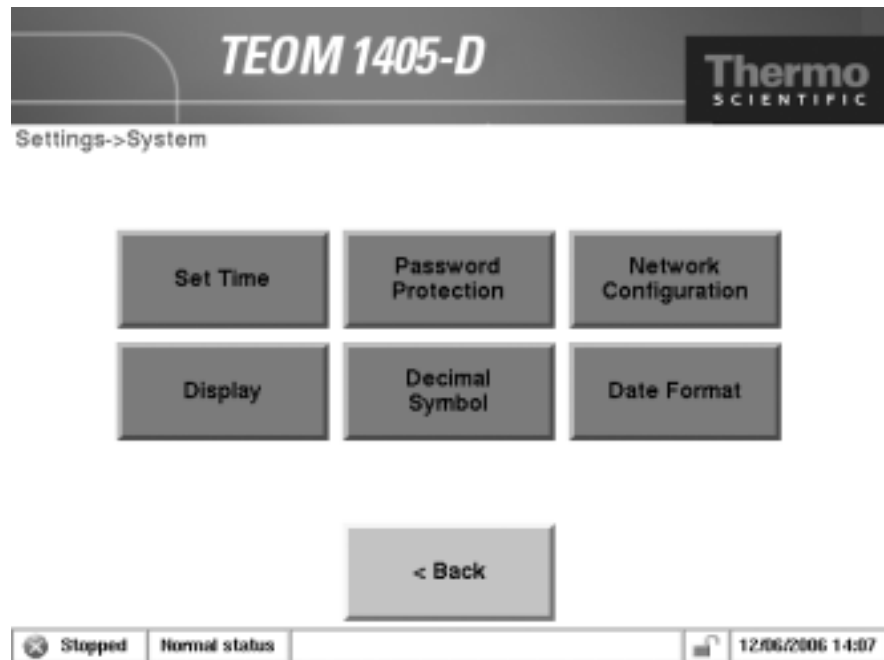 TEOM 1405-D
Thermo
SCIENTIFIC
Settings->System
Set Time
Password
Protection
Network
Configuration
Display
Decimal
Symbol
Date Format
< Back
Stopped
Normal status
12/06/2006 14:07